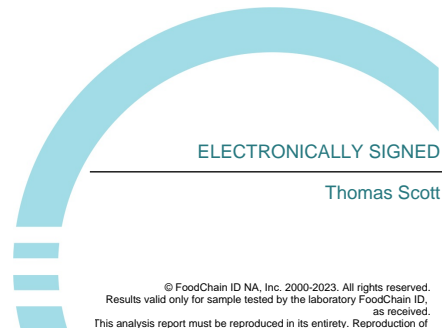 ELECTRONICALLY SIGNED
Thomas Scott
© FoodChain ID NA, Inc. 2000-2023. All rights reserved.
Results valid only for sample tested by the laboratory FoodChain ID,
as received.
This analysis report must be reproduced in its entirety. Reproduction of